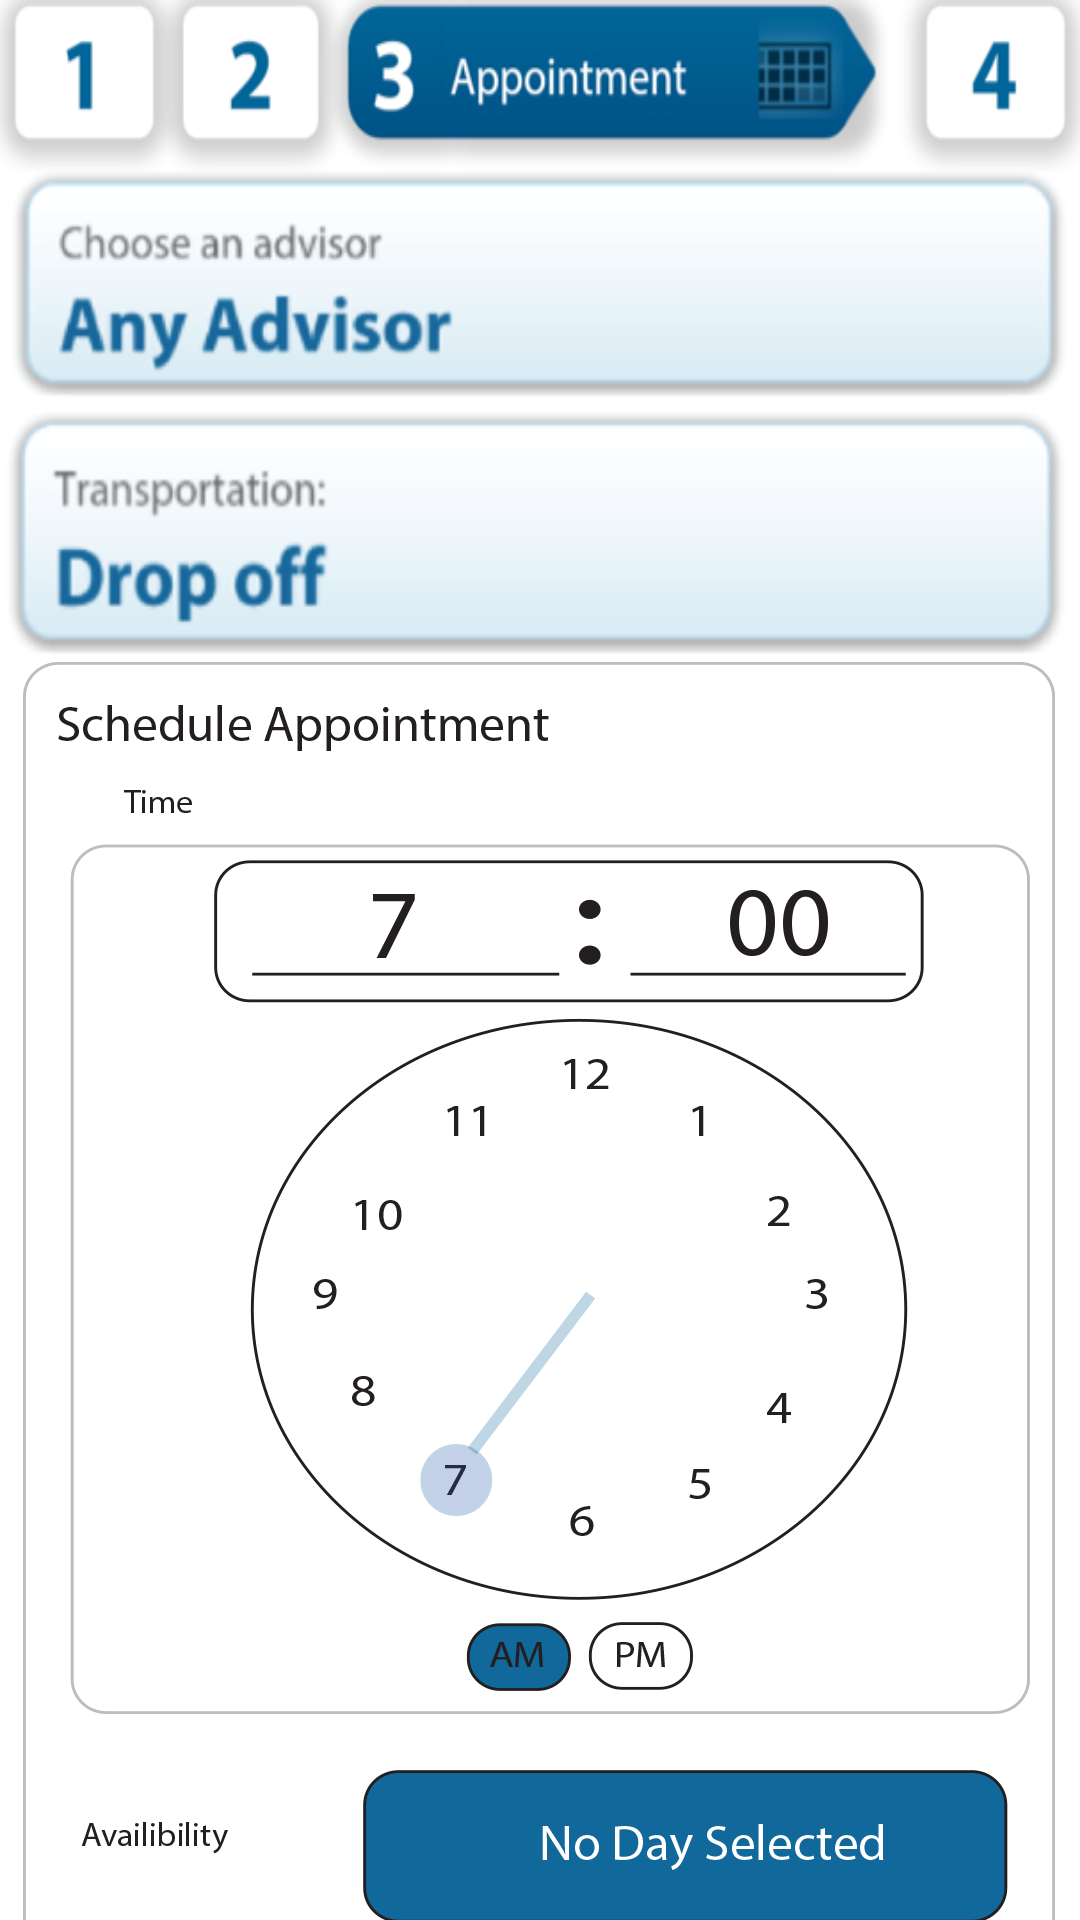 1 2 3 Appointment 4
Choose an advisor
Any Advisor
Transportation:
Drop off
Schedule Appointment
Time
7 : 00
12
11 1
10 2
9 3
8 4
7 5
6
AM PM
Availibility No Day Selected